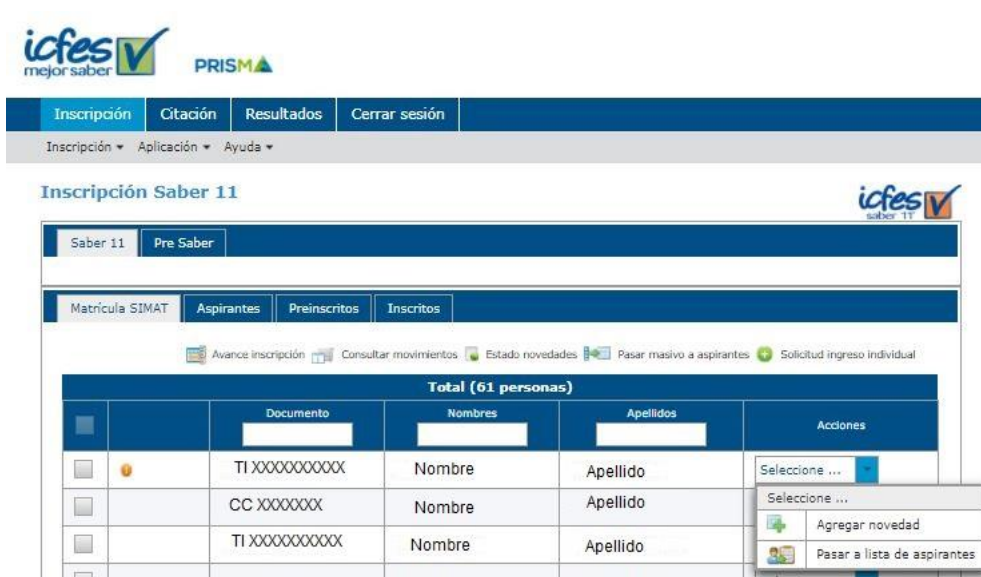 icfes
mejor saber
PRISMA
Inscripción Citación Resultados Cerrar sesión
Inscripción Aplicación Ayuda
Inscripción Saber 11
icfes
saber 11
Saber 11 Pre Saber
Matrícula SIMAT Aspirantes Preinscritos Inscritos
Avance inscripción Consultar movimientos Estado novedades Pasar masivo a aspirantes Solicitud ingreso individual
Total (61 personas)
Documento Nombres Apellidos Acciones
TI XXXXXXXXXX Nombre Apellido Seleccione ...
CC XXXXXXX Nombre Apellido Seleccione ...
TI XXXXXXXXXX Nombre Apellido Agregar novedad
Pasar a lista de aspirantes